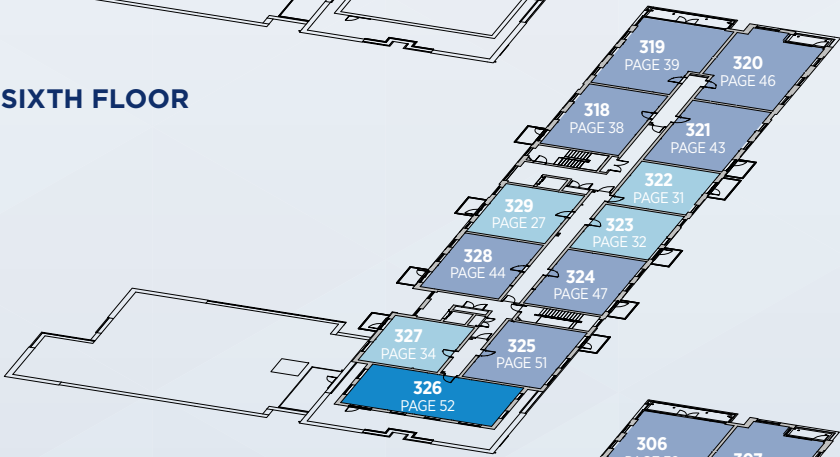 SIXTH FLOOR
319
PAGE 39
320
PAGE 46
318
PAGE 38
321
PAGE 43
322
PAGE 31
329
PAGE 27
323
PAGE 32
328
PAGE 44
324
PAGE 47
327
PAGE 34
325
PAGE 51
326
PAGE 52
306
307